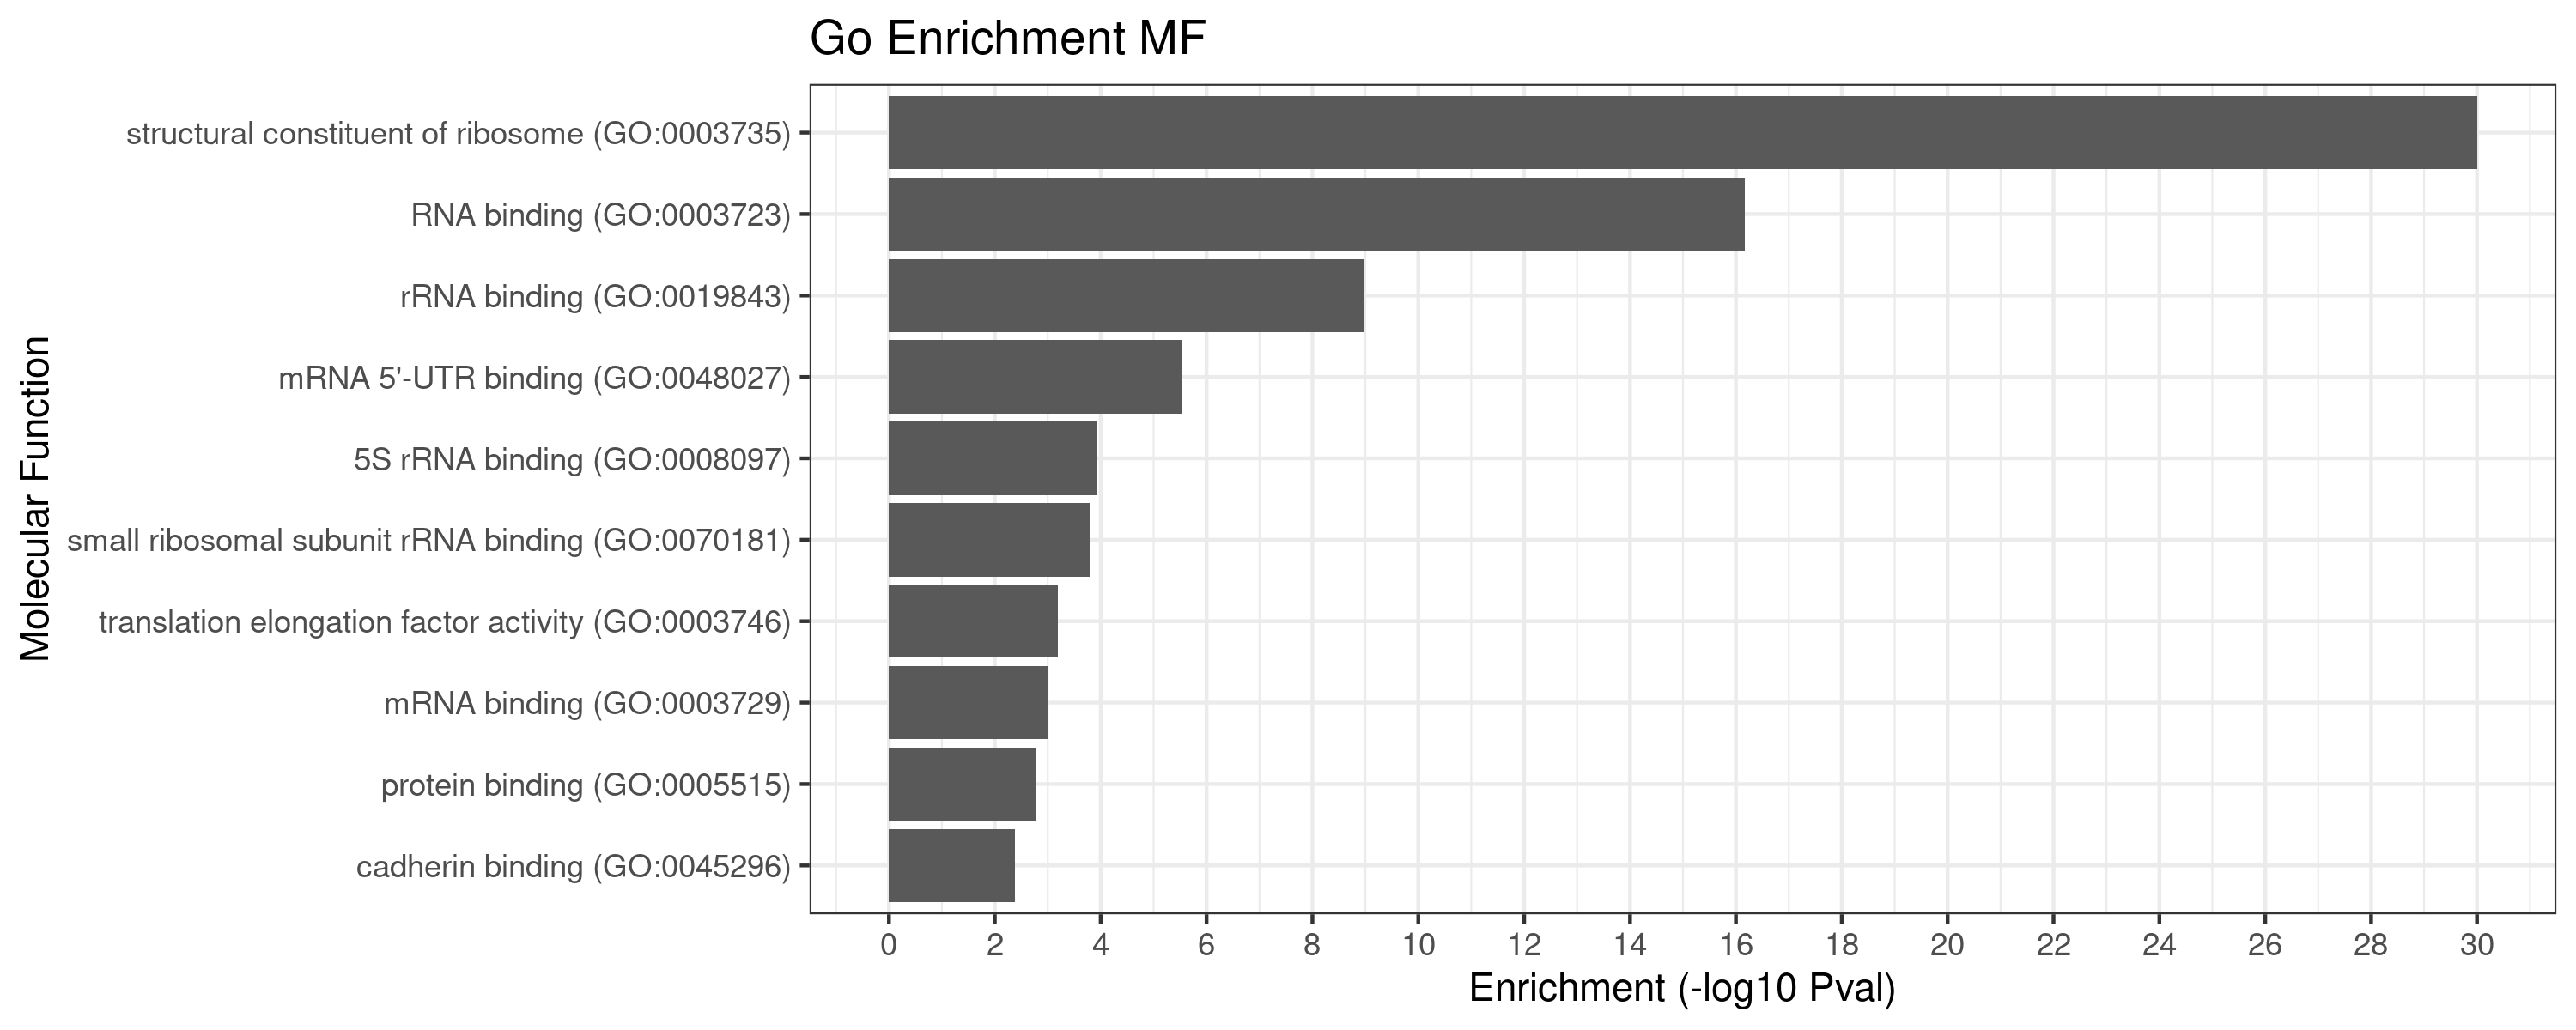 Go Enrichment MF
Molecular Function
structural constituent of ribosome (GO:0003735)
RNA binding (GO:0003723)
rRNA binding (GO:0019843)
mRNA 5'-UTR binding (GO:0048027)
5S rRNA binding (GO:0008097)
small ribosomal subunit rRNA binding (GO:0070181)
translation elongation factor activity (GO:0003746)
mRNA binding (GO:0003729)
protein binding (GO:0005515)
cadherin binding (GO:0045296)
0 2 4 6 8 10 12 14 16 18 20 22 24 26 28 30
Enrichment (-log10 Pval)